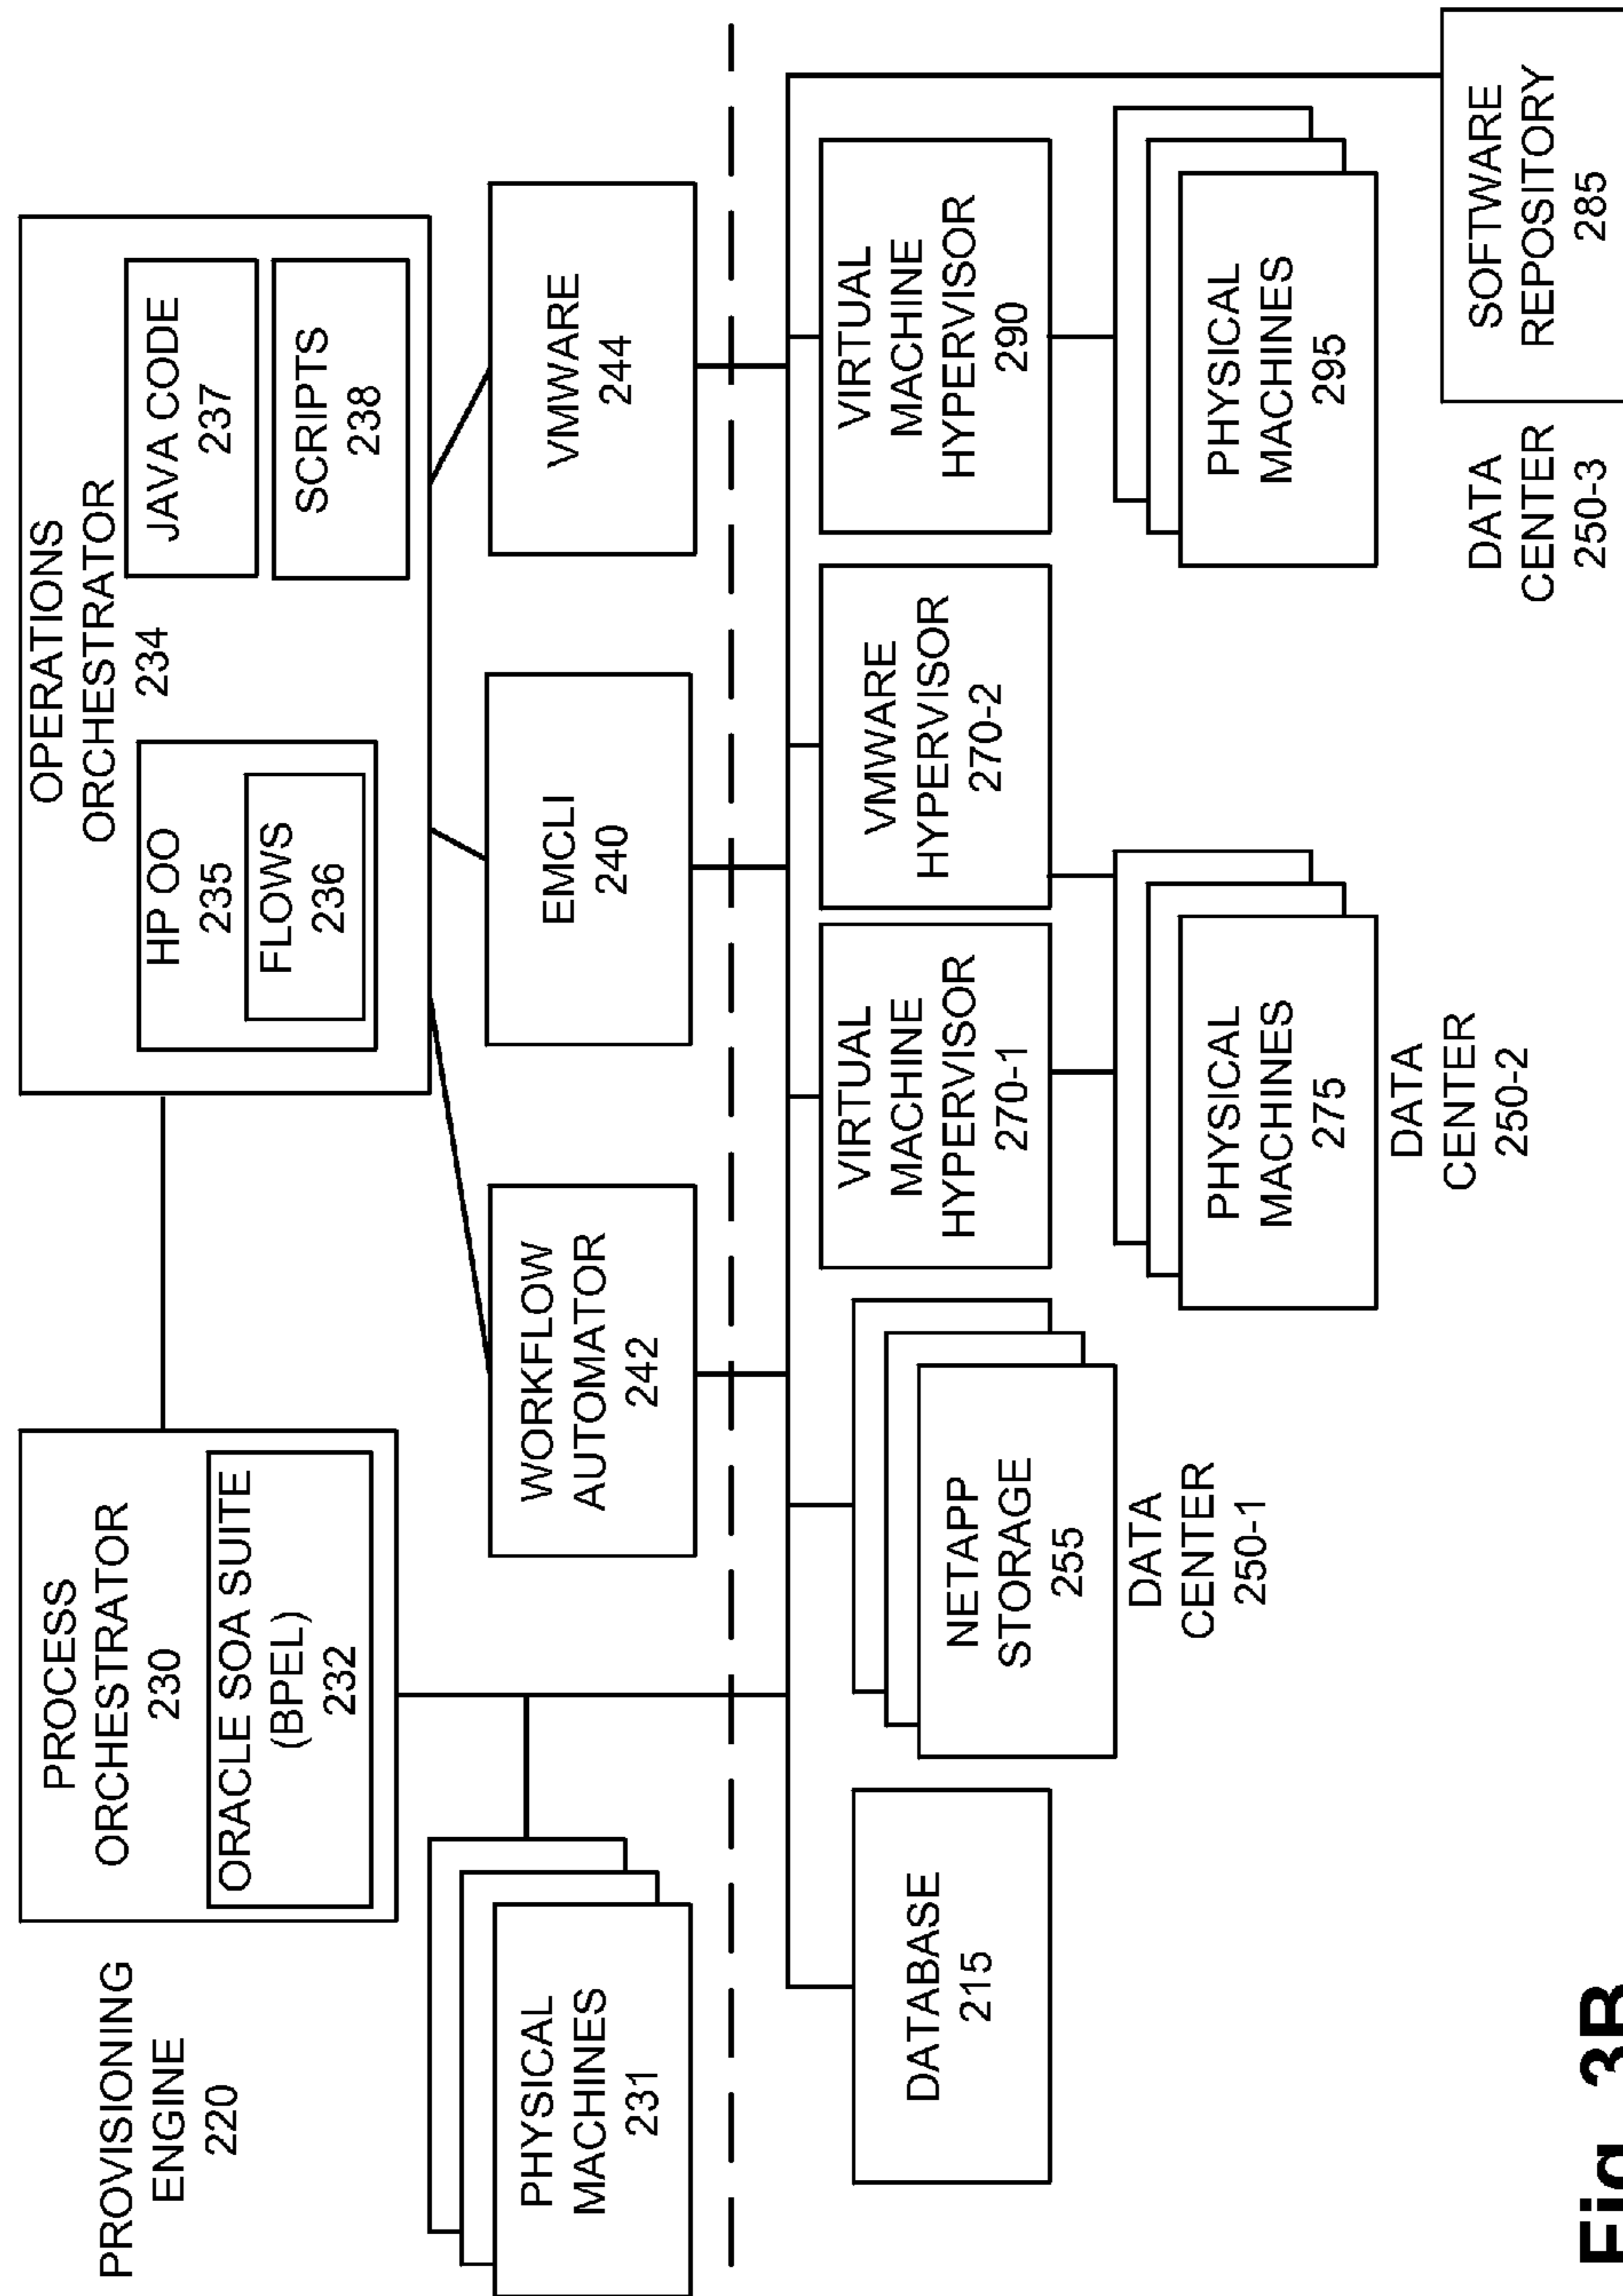 PROVISIONING
ENGINE
220
PROCESS
ORCHESTRATOR
230
ORACLE SOA SUITE
(BPEL)
232
OPERATIONS
ORCHESTRATOR
234
HP OO
235
FLOWS
236
JAVA CODE
237
SCRIPTS
238
PHYSICAL
MACHINES
231
WORKFLOW
AUTOMATOR
242
EMCLI
240
VMWARE
244
DATABASE
215
NETAPP
STORAGE
255
DATA
CENTER
250-1
VIRTUAL
MACHINE
HYPERVISOR
270-1
VMWARE
HYPERVISOR
270-2
PHYSICAL
MACHINES
275
DATA
CENTER
250-2
VIRTUAL
MACHINE
HYPERVISOR
290
PHYSICAL
MACHINES
295
DATA
CENTER
250-3
SOFTWARE
REPOSITORY
285
Fig. 3B